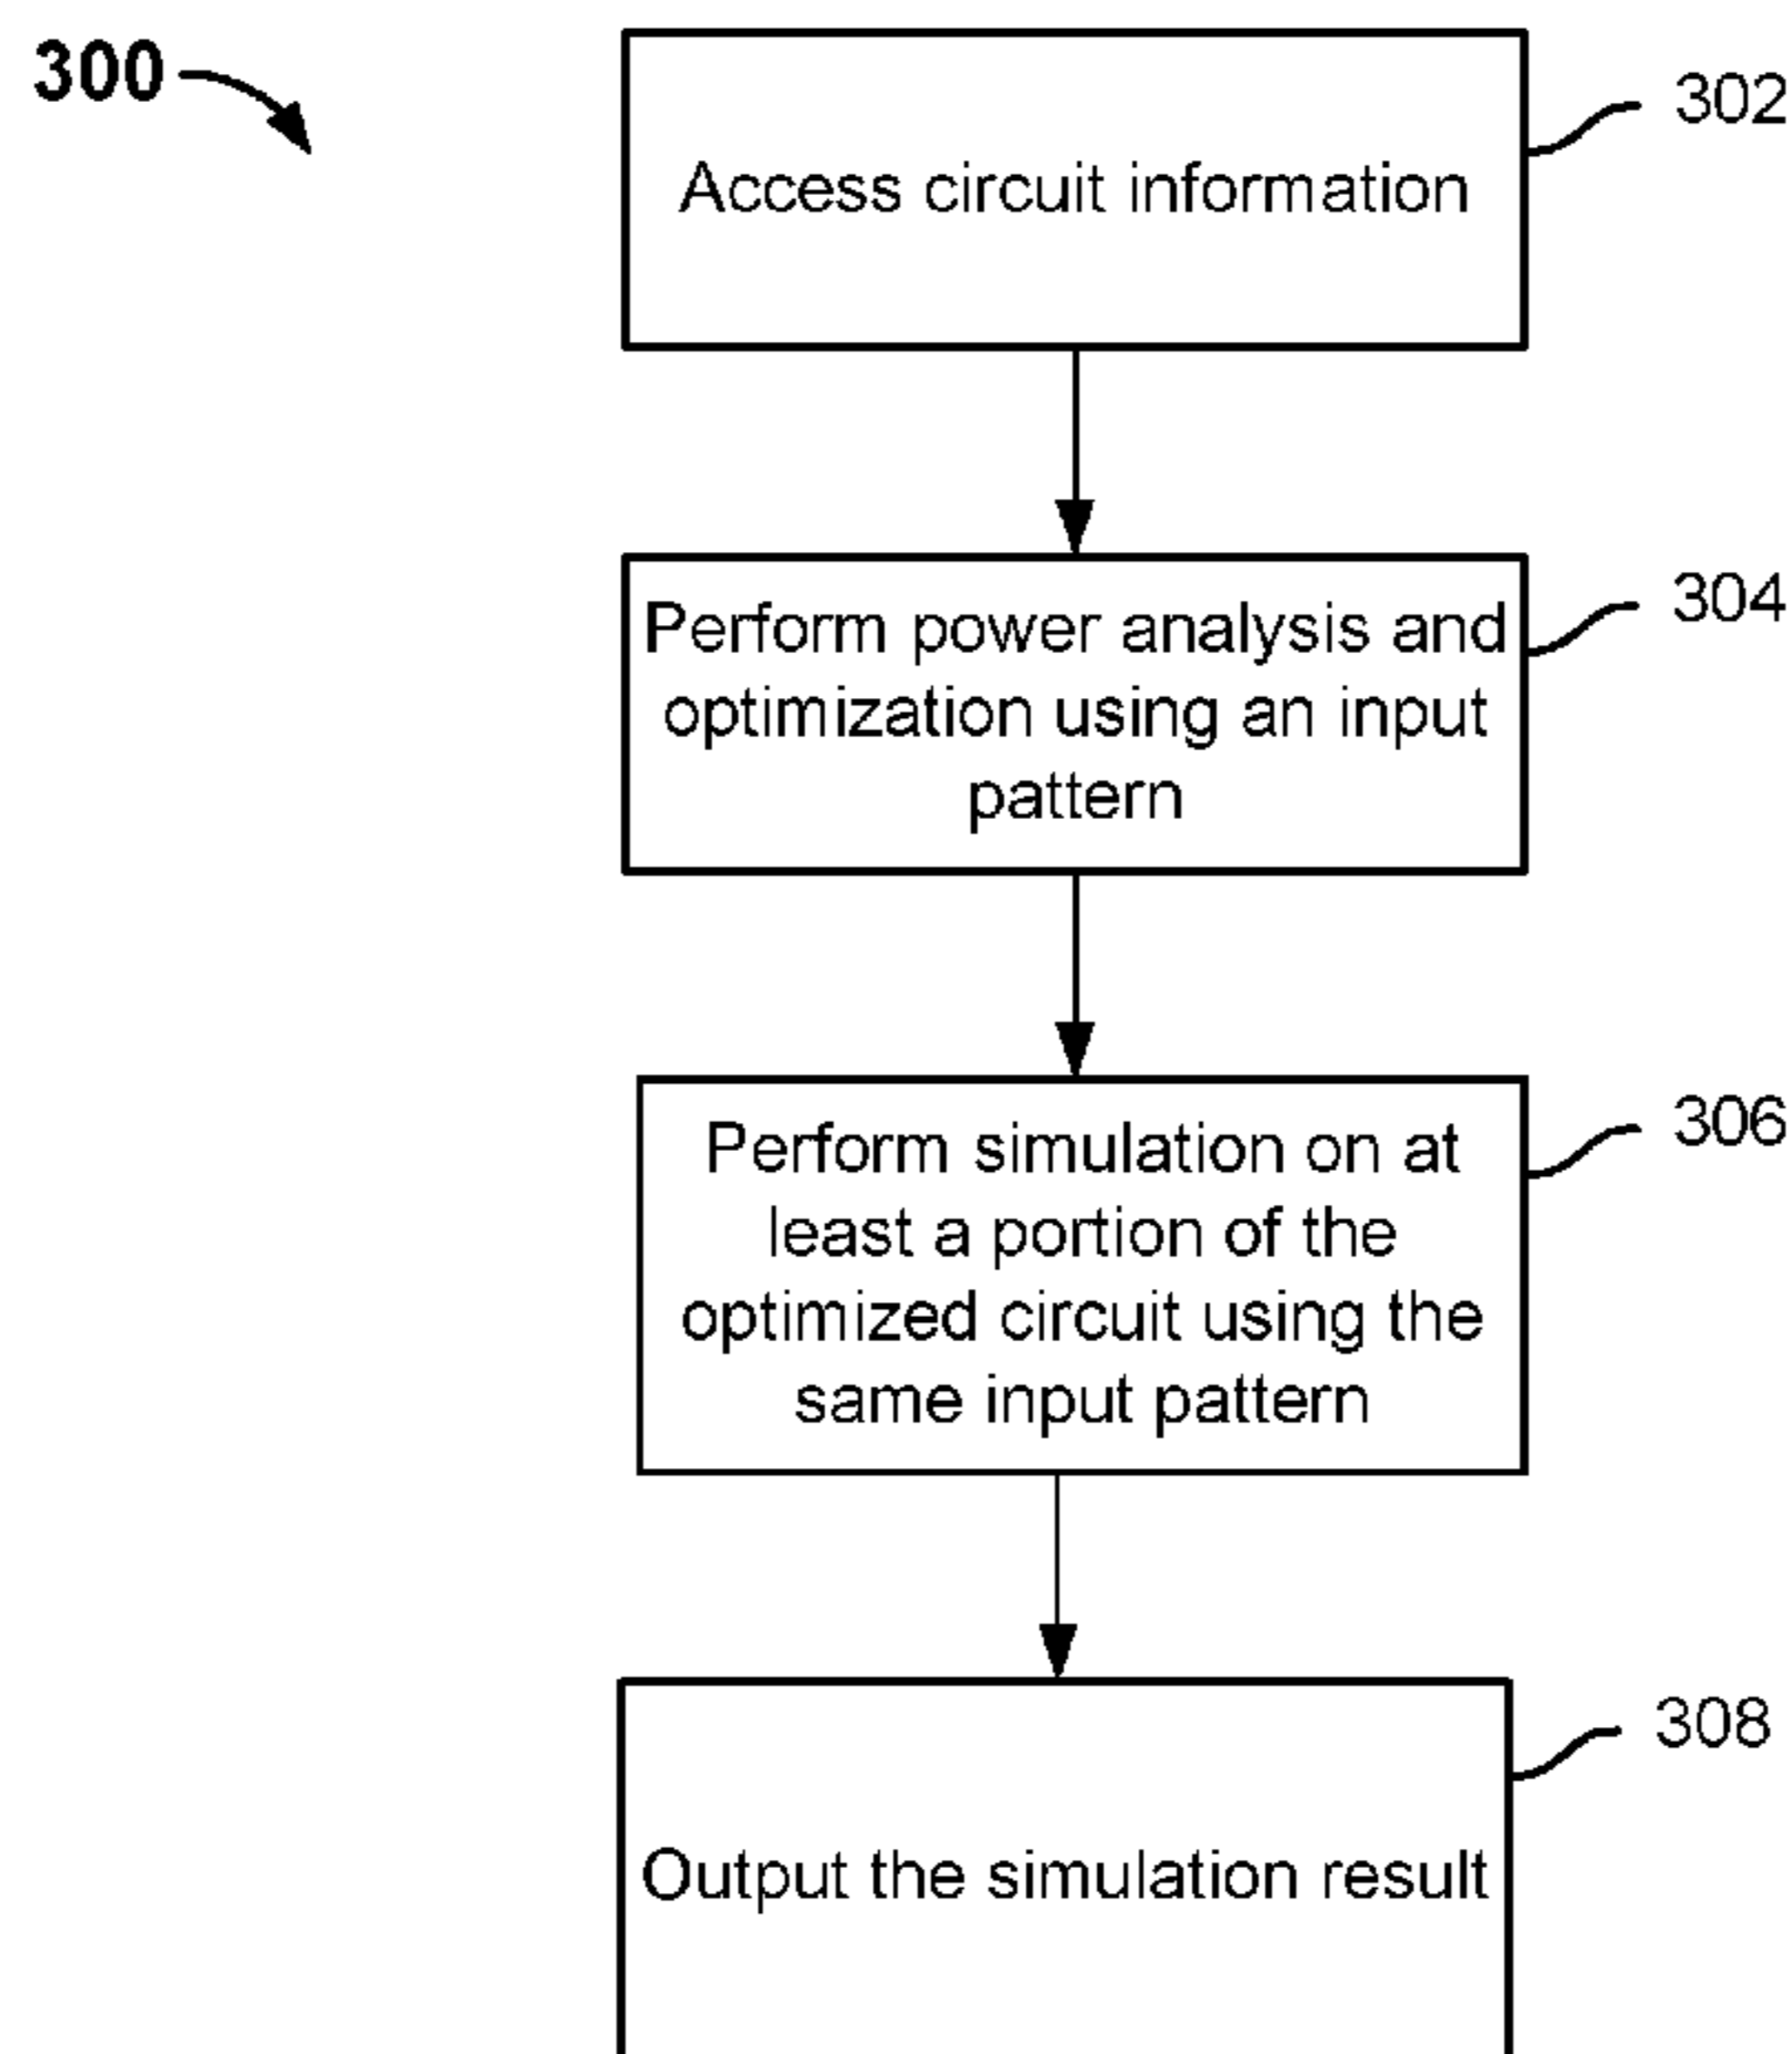 300
302
Access circuit information
304
Perform power analysis and
optimization using an input
pattern
306
Perform simulation on at
least a portion of the
optimized circuit using the
same input pattern
308
Output the simulation result